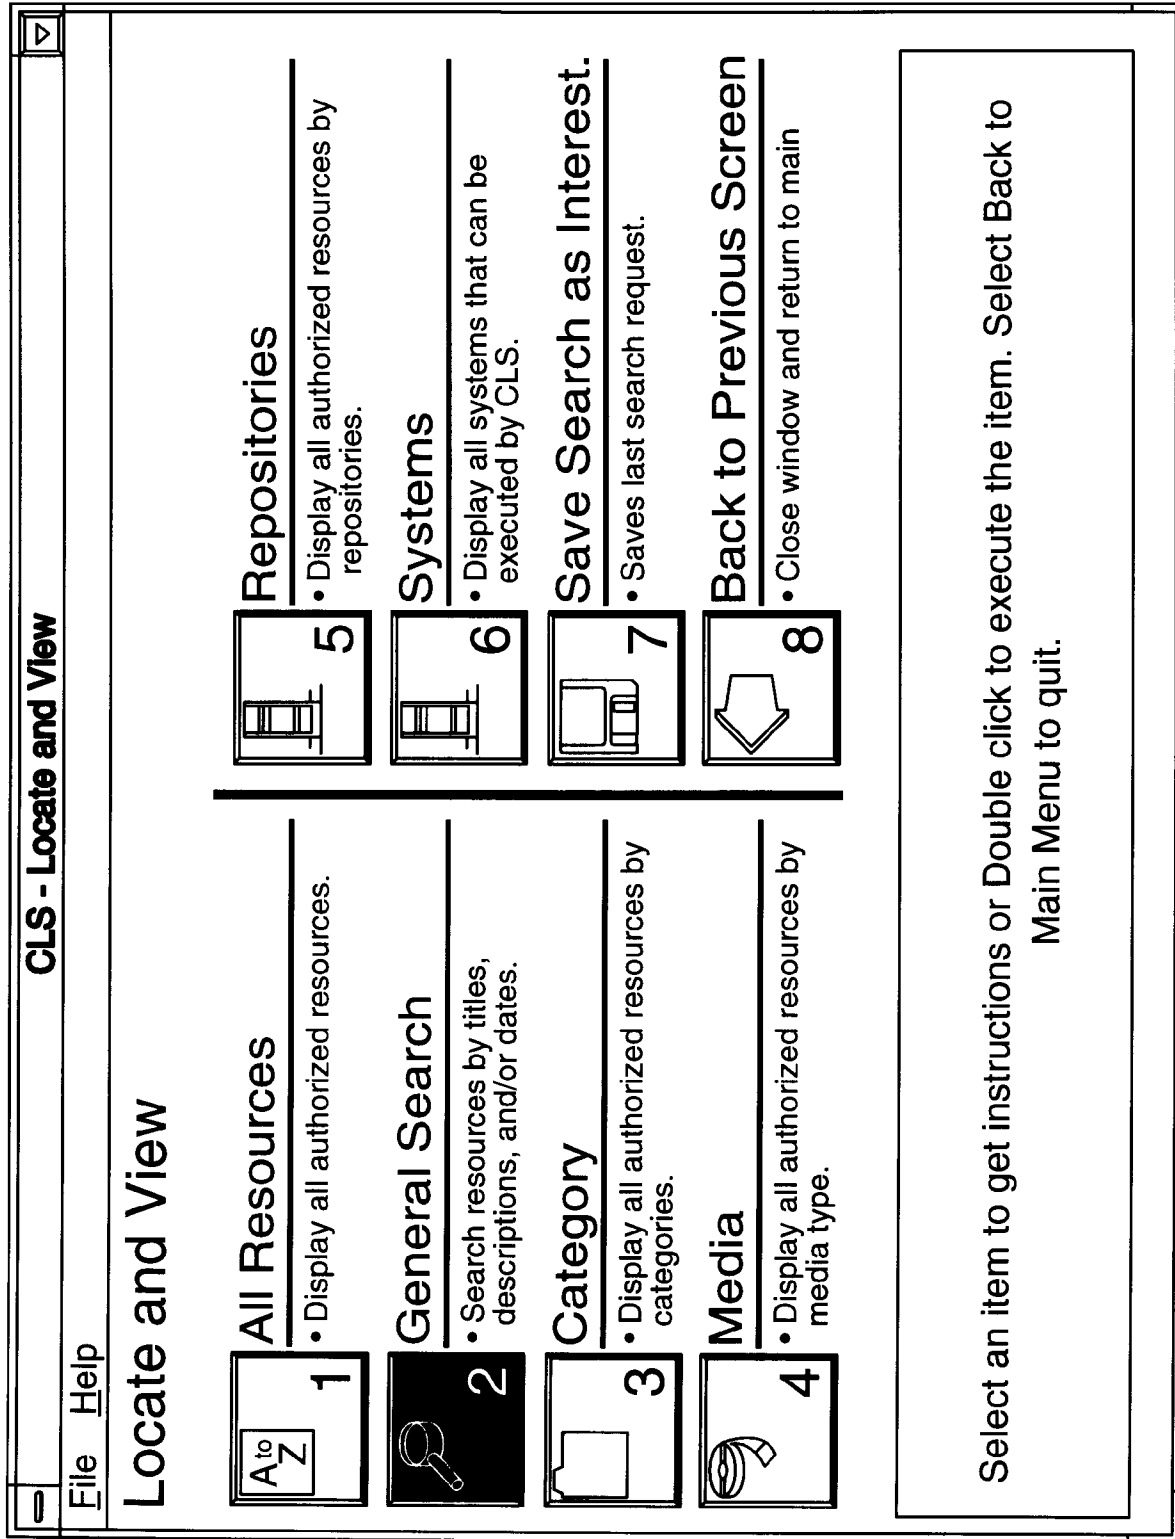 CLS - Locate and View
File Help
Locate and View
A to
Z
1
All Resources
• Display all authorized resources.
2
General Search
• Search resources by titles,
descriptions, and/or dates.
3
Category
• Display all authorized resources by
categories.
4
Media
• Display all authorized resources by
media type.
5
Repositories
• Display all authorized resources by
repositories.
6
Systems
• Display all systems that can be
executed by CLS.
7
Save Search as Interest.
• Saves last search request.
8
Back to Previous Screen
• Close window and return to main
Select an item to get instructions or Double click to execute the item. Select Back to
Main Menu to quit.